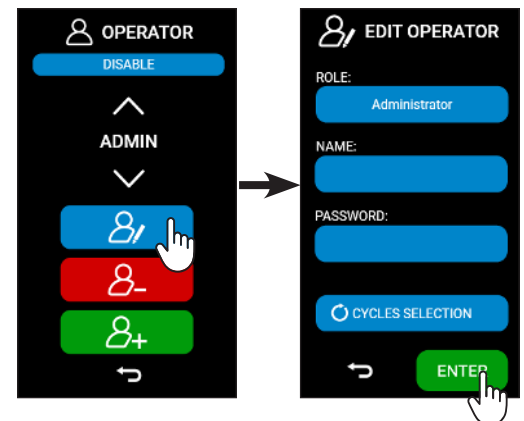 OPERATOR
DISABLE
ADMIN
EDIT OPERATOR
ROLE:
Administrator
NAME:
PASSWORD:
CYCLES SELECTION
ENTER